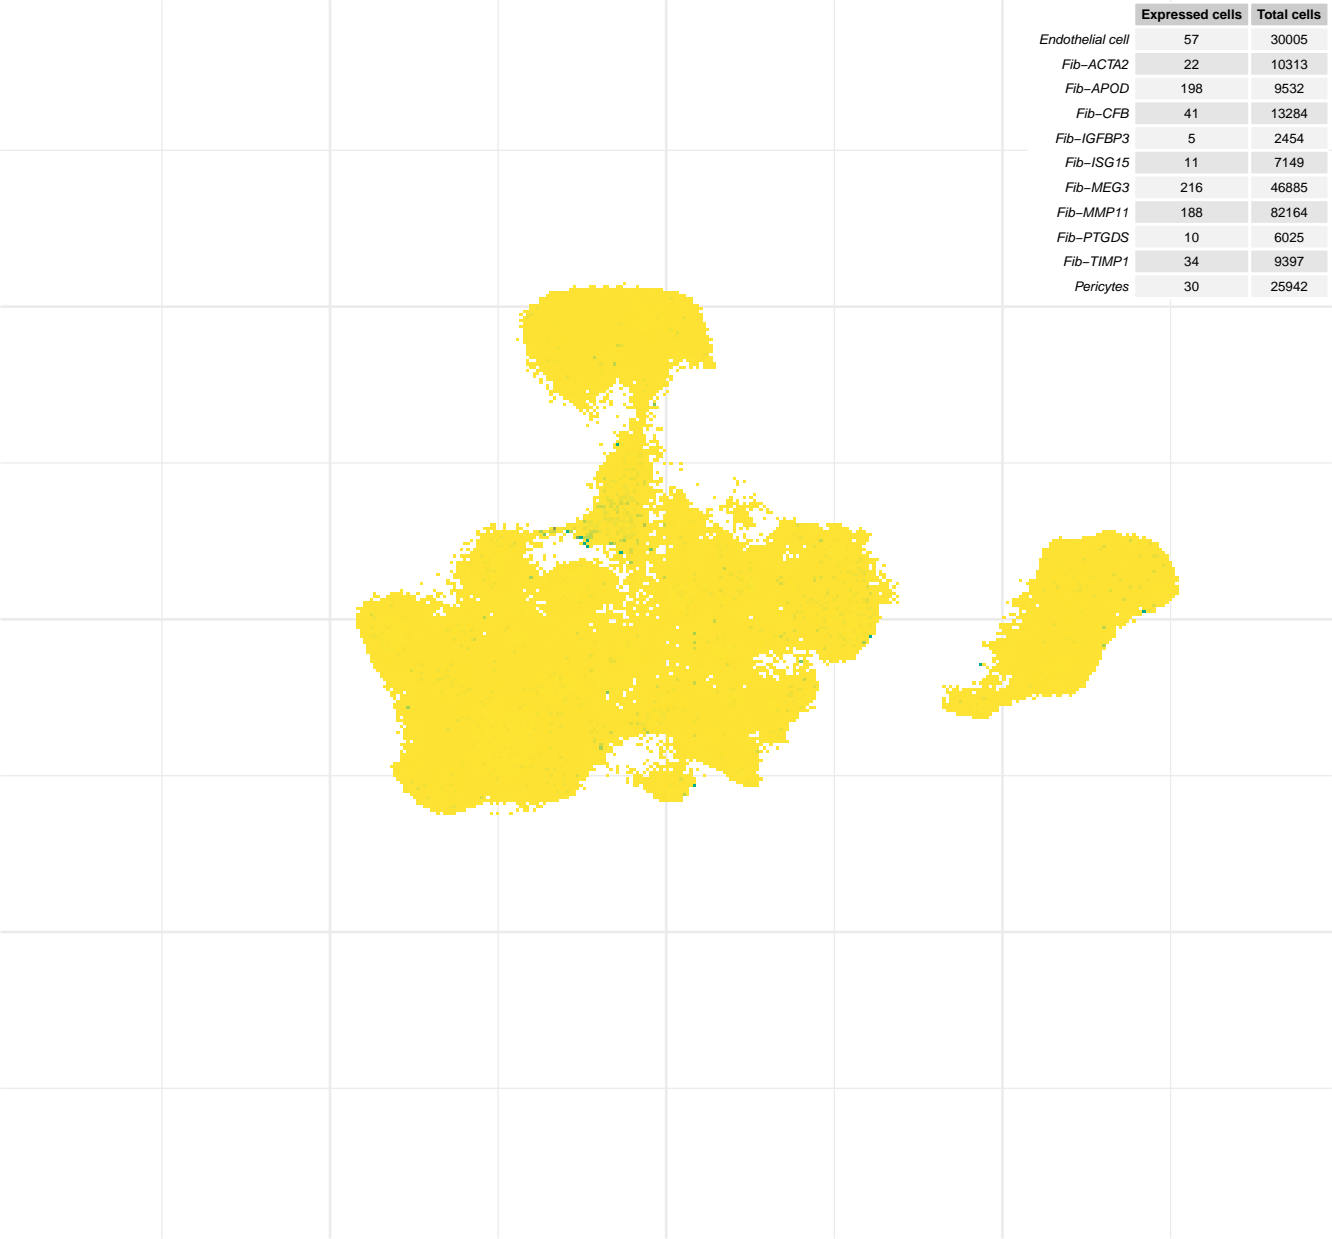 Expressed cells Total cells
Endothelial cell 57 30005
Fib−ACTA2 22 10313
Fib−APOD 198 9532
Fib−CFB 41 13284
Fib−IGFBP3 5 2454
Fib−ISG15 11 7149
Fib−MEG3 216 46885
Fib−MMP11 188 82164
Fib−PTGDS 10 6025
Fib−TIMP1 34 9397
Pericytes 30 25942